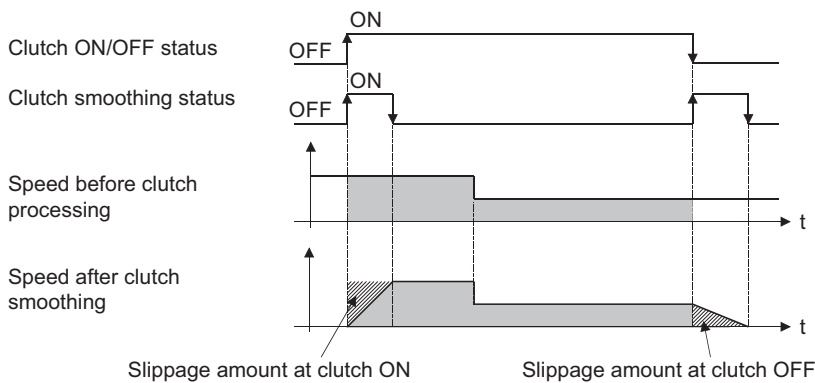 ON
Clutch ON/OFF status
OFF
ON
Clutch smoothing status
OFF
Speed before clutch
processing
t
Speed after clutch
smoothing
t
Slippage amount at clutch ON
Slippage amount at clutch OFF